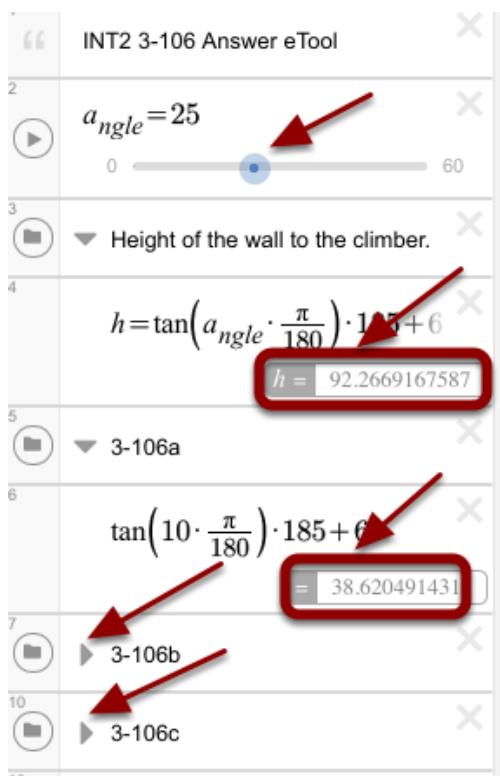 “ INT2 3-106 Answer eTool
2
a_ngle=25
0 60
3
Height of the wall to the climber.
4
h=tan(a_ngle·π/180)·185+6
h = 92.2669167587
5
3-106a
6
tan(10·π/180)·185+6
= 38.620491431
7
3-106b
10
3-106c